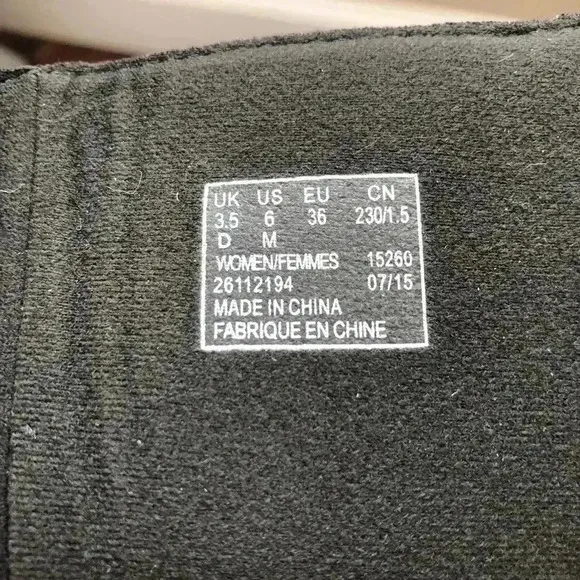 UK US EU CN
3.5 6 36 230/1.5
D M
WOMEN/FEMMES 15260
26112194 07/15
MADE IN CHINA
FABRIQUE EN CHINE